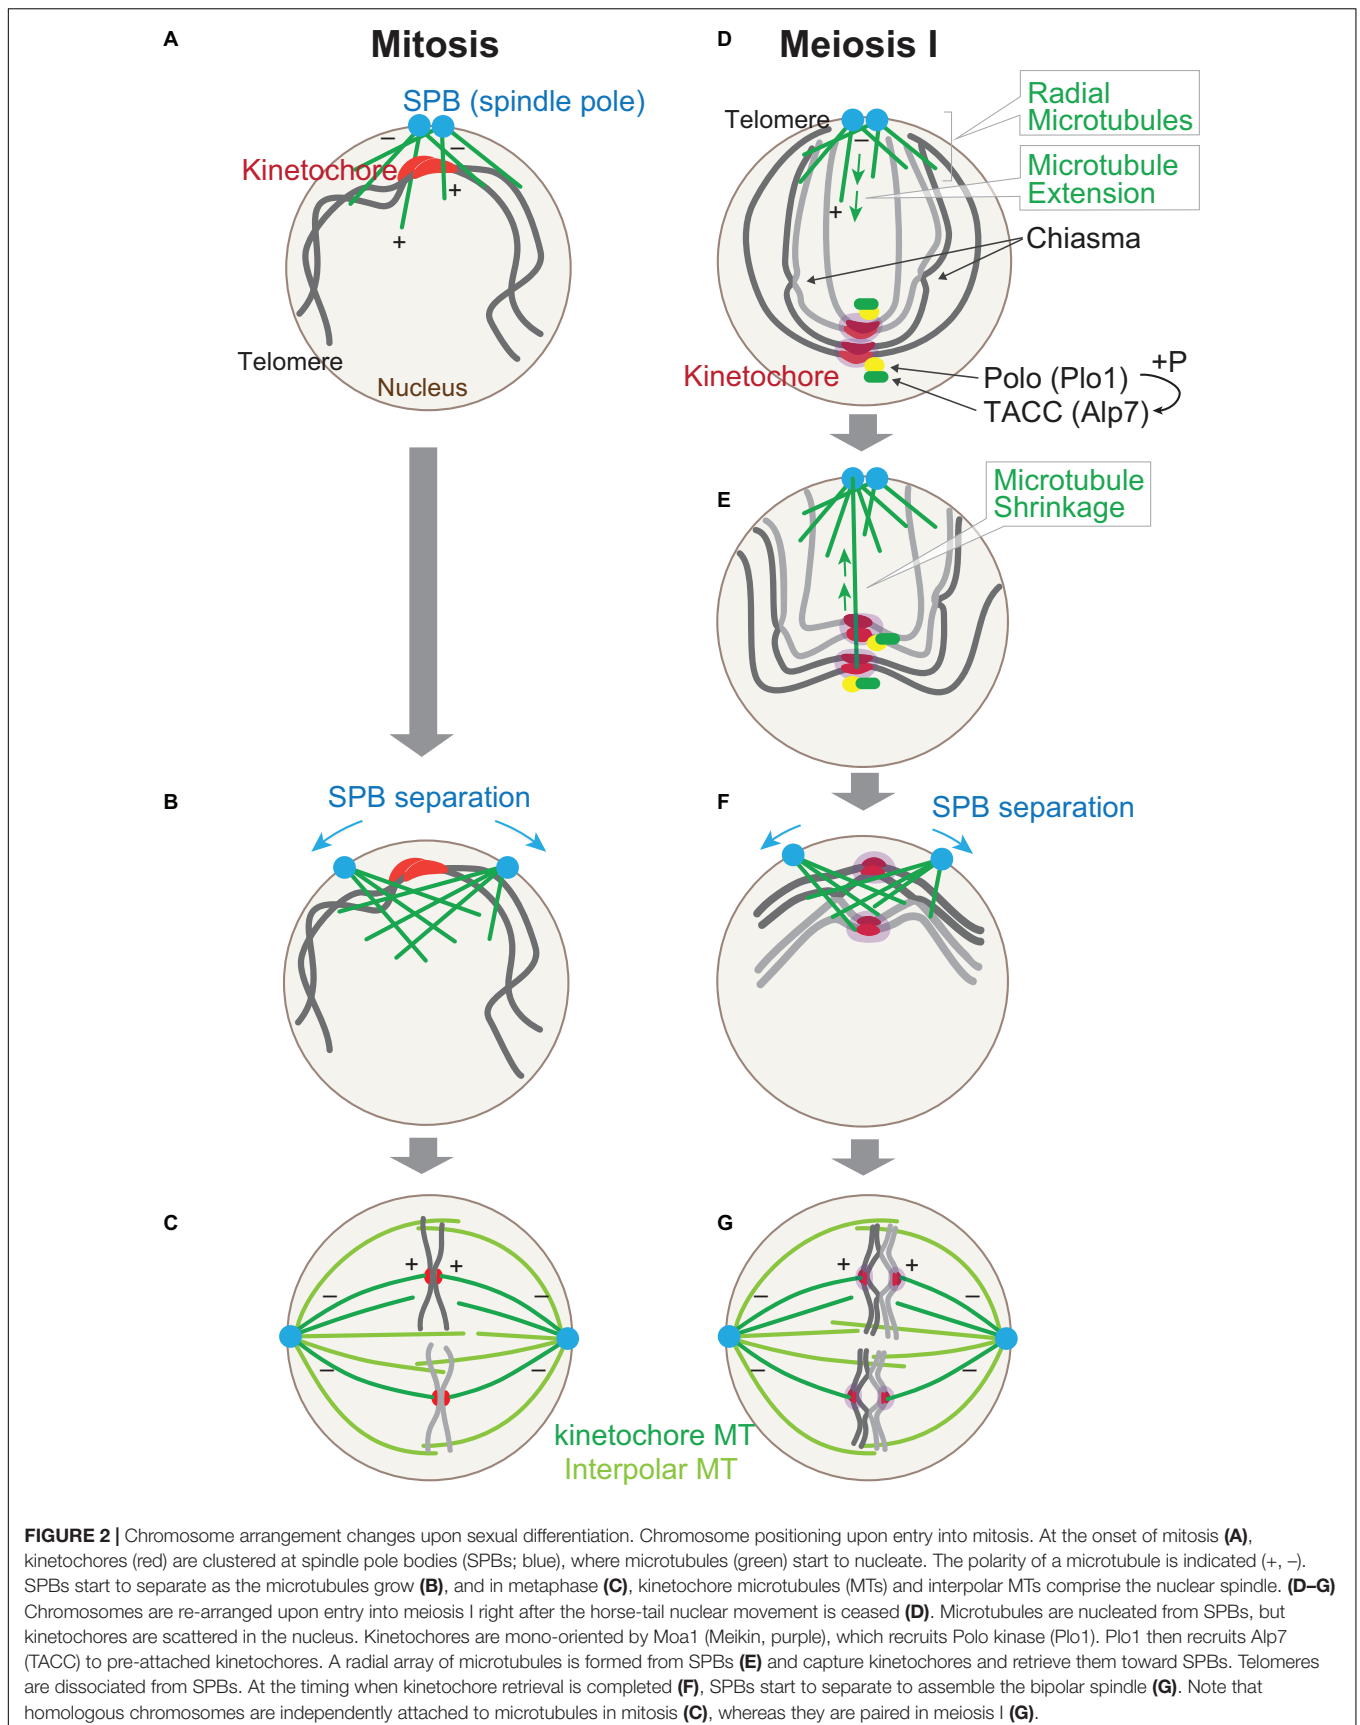 A
Mitosis
SPB (spindle pole)
–
–
Kinetochore
+
+
Telomere
Nucleus
D
Meiosis I
Telomere
Radial
Microtubules
–
Microtubule
Extension
+
Chiasma
Kinetochore
Polo (Plo1)
+P
TACC (Alp7)
E
Microtubule
Shrinkage
B
SPB separation
F
SPB separation
C
+ +
– –
– –
kinetochore MT
Interpolar MT
G
+ +
– –
– –
FIGURE 2 | Chromosome arrangement changes upon sexual differentiation. Chromosome positioning upon entry into mitosis. At the onset of mitosis (A),
kinetochores (red) are clustered at spindle pole bodies (SPBs; blue), where microtubules (green) start to nucleate. The polarity of a microtubule is indicated (+, –).
SPBs start to separate as the microtubules grow (B), and in metaphase (C), kinetochore microtubules (MTs) and interpolar MTs comprise the nuclear spindle. (D–G)
Chromosomes are re-arranged upon entry into meiosis I right after the horse-tail nuclear movement is ceased (D). Microtubules are nucleated from SPBs, but
kinetochores are scattered in the nucleus. Kinetochores are mono-oriented by Moa1 (Meikin, purple), which recruits Polo kinase (Plo1). Plo1 then recruits Alp7
(TACC) to pre-attached kinetochores. A radial array of microtubules is formed from SPBs (E) and capture kinetochores and retrieve them toward SPBs. Telomeres
are dissociated from SPBs. At the timing when kinetochore retrieval is completed (F), SPBs start to separate to assemble the bipolar spindle (G). Note that
homologous chromosomes are independently attached to microtubules in mitosis (C), whereas they are paired in meiosis I (G).